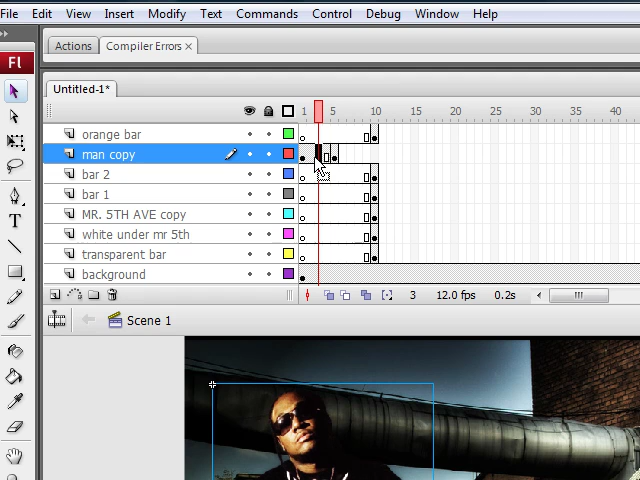 File Edit View Insert Modify Text Commands Control Debug Window Help
Actions Compiler Errors ×
Fl
Untitled-1*
1 5 10 15 20 25 30 35 40
orange bar
man copy
bar 2
bar 1
MR. 5TH AVE copy
white under mr 5th
transparent bar
background
3 12.0 fps 0.2s
Scene 1
T